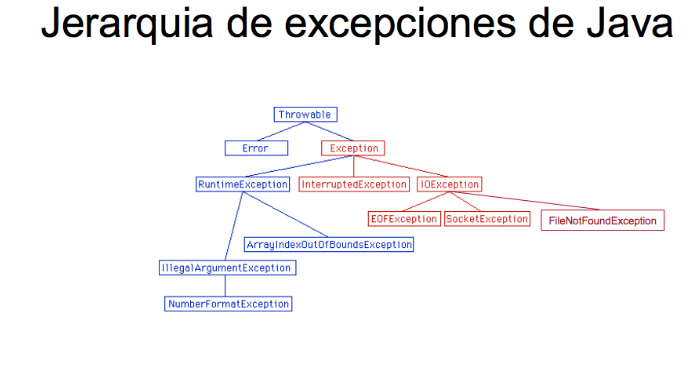 Jerarquia de excepciones de Java
Throwable
Error
Exception
RuntimeException
InterruptedException
IOException
EOFException
SocketException
FileNotFoundException
ArrayIndexOutOfBoundsException
IllegalArgumentException
NumberFormatException